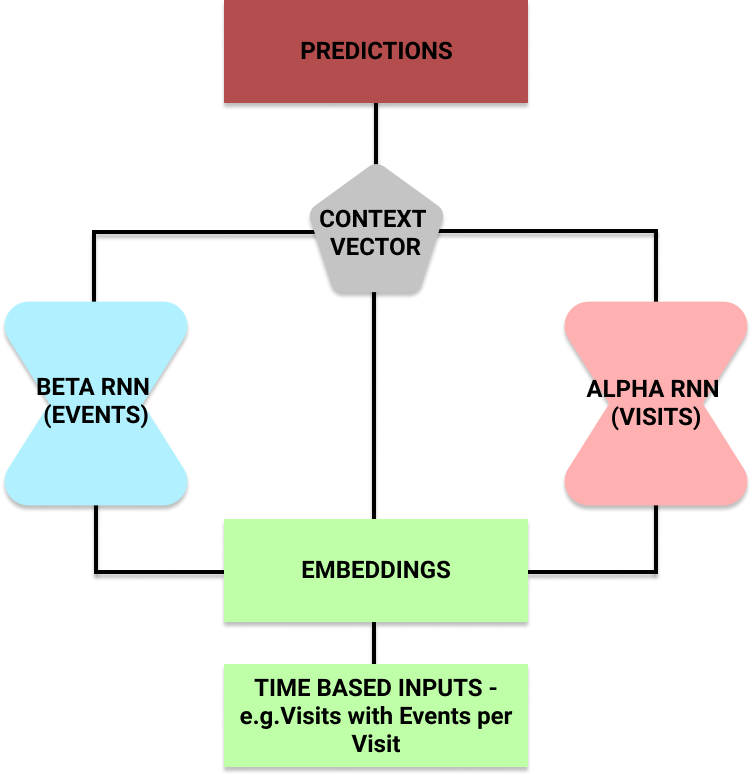 PREDICTIONS
CONTEXT
VECTOR
BETA RNN
(EVENTS)
ALPHA RNN
(VISITS)
EMBEDDINGS
TIME BASED INPUTS -
e.g.Visits with Events per
Visit